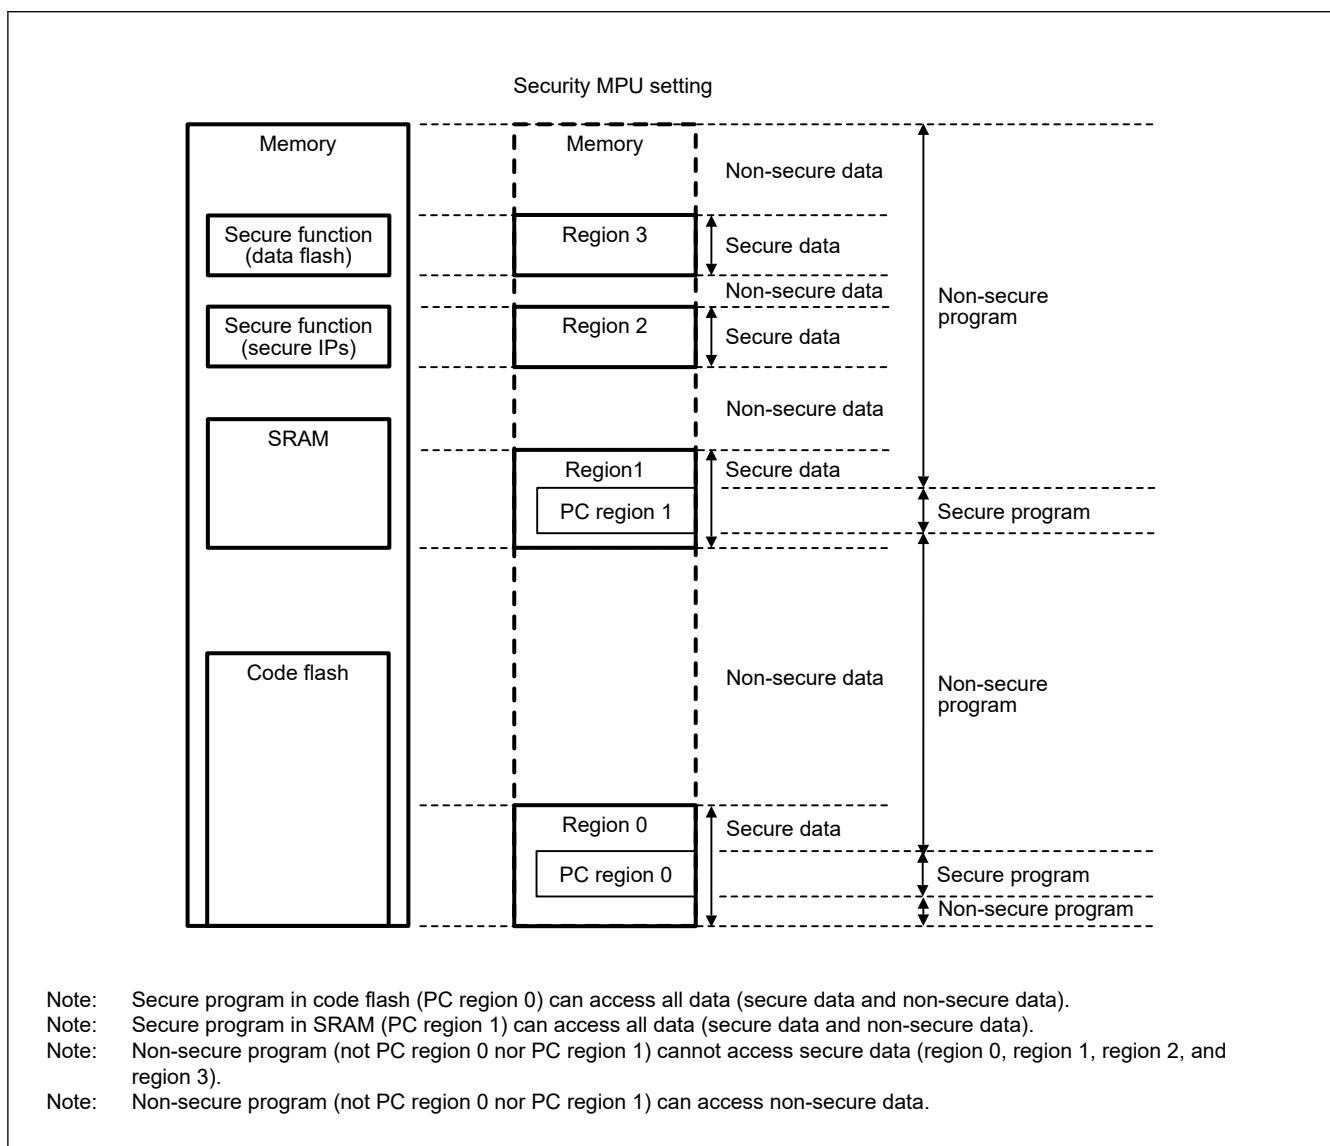 Security MPU setting
Memory
Memory
Non-secure data
Secure function
(data flash)
Region 3
Secure data
Non-secure data
Non-secure
program
Secure function
(secure IPs)
Region 2
Secure data
Non-secure data
SRAM
Region1
Secure data
PC region 1
Secure program
Code flash
Non-secure data
Non-secure
program
Region 0
Secure data
PC region 0
Secure program
Non-secure program
Note: Secure program in code flash (PC region 0) can access all data (secure data and non-secure data).
Note: Secure program in SRAM (PC region 1) can access all data (secure data and non-secure data).
Note: Non-secure program (not PC region 0 nor PC region 1) cannot access secure data (region 0, region 1, region 2, and
region 3).
Note: Non-secure program (not PC region 0 nor PC region 1) can access non-secure data.